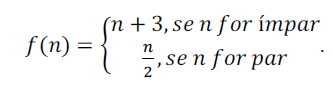 f(n) = { n + 3, se n for ímpar
n/2, se n for par .